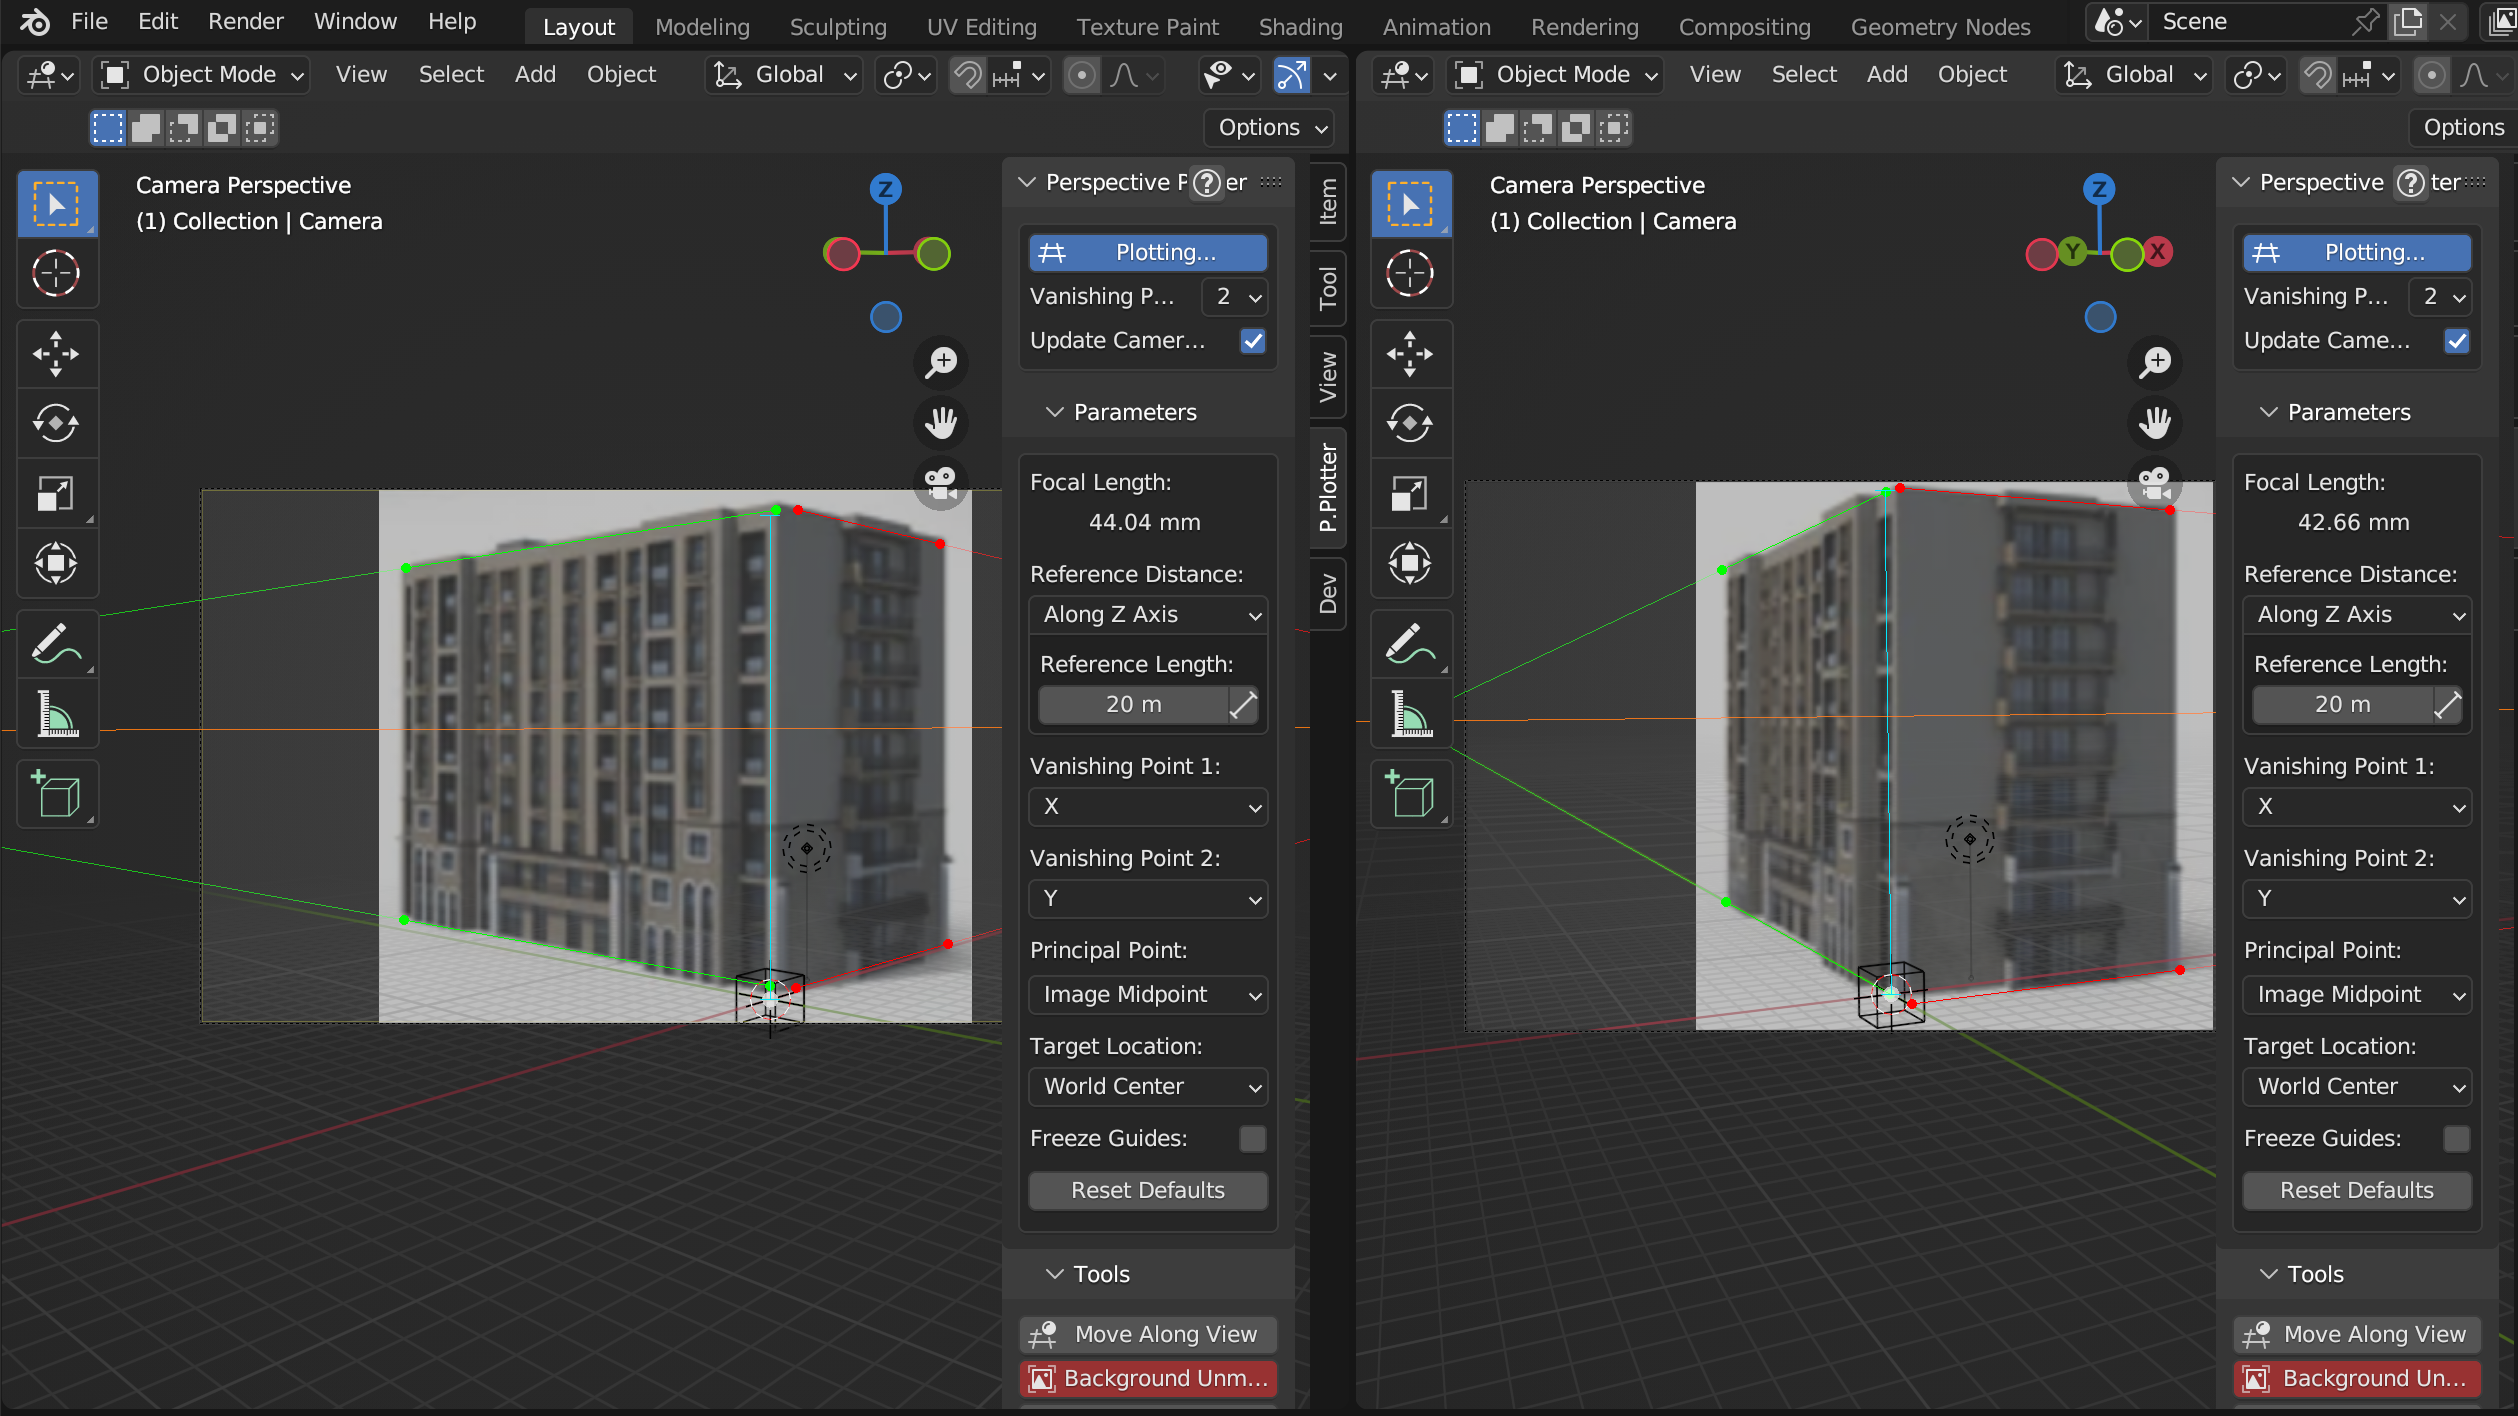 File Edit Render Window Help Layout Modeling Sculpting UV Editing Texture Paint Shading Animation Rendering Compositing Geometry Nodes Scene
Object Mode View Select Add Object Global
Options
Camera Perspective
(1) Collection | Camera
Z
Perspective P er
Plotting...
Vanishing P... 2
Update Camer...
Parameters
Focal Length:
44.04 mm
Reference Distance:
Along Z Axis
Reference Length:
20 m
Vanishing Point 1:
X
Vanishing Point 2:
Y
Principal Point:
Image Midpoint
Target Location:
World Center
Freeze Guides:
Reset Defaults
Tools
Move Along View
Background Unm...
Item
Tool
View
P.Plotter
Dev
Object Mode View Select Add Object Global
Options
Camera Perspective
(1) Collection | Camera
Z
Y X
Perspective ter
Plotting...
Vanishing P... 2
Update Came...
Parameters
Focal Length:
42.66 mm
Reference Distance:
Along Z Axis
Reference Length:
20 m
Vanishing Point 1:
X
Vanishing Point 2:
Y
Principal Point:
Image Midpoint
Target Location:
World Center
Freeze Guides:
Reset Defaults
Tools
Move Along View
Background Un...